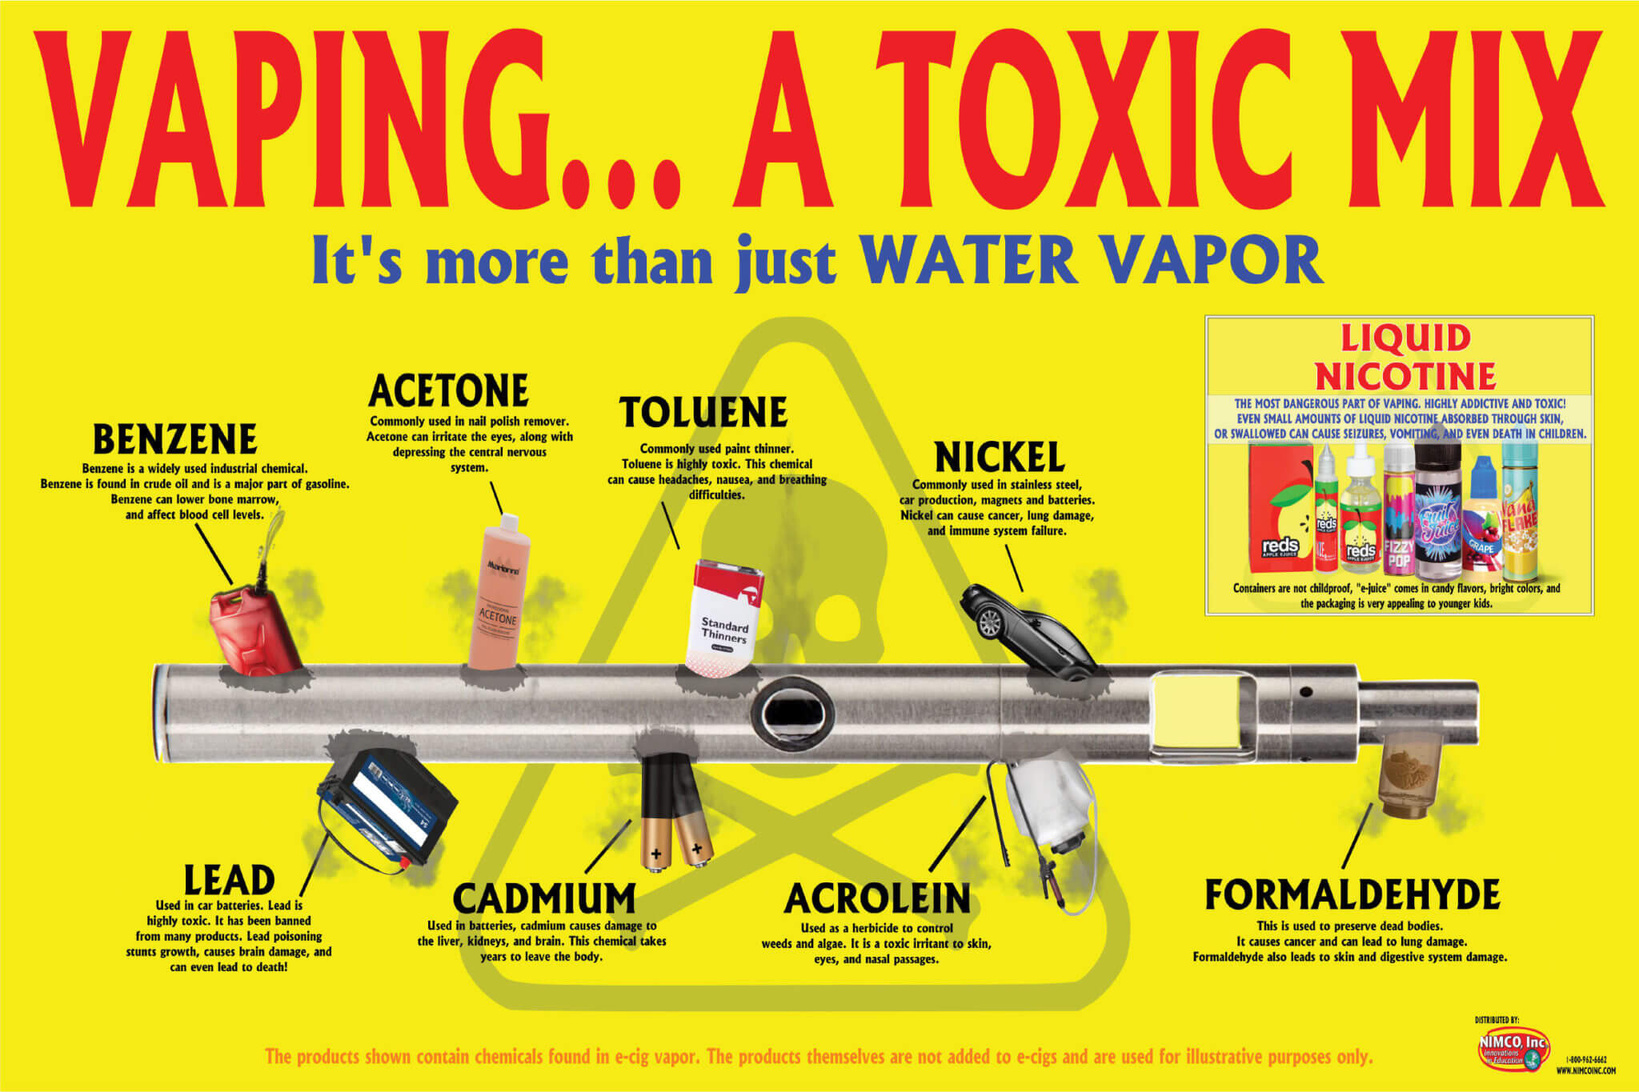 VAPING... A TOXIC MIX
It's more than just WATER VAPOR
LIQUID
NICOTINE
THE MOST DANGEROUS PART OF VAPING. HIGHLY ADDICTIVE AND TOXIC!
EVEN SMALL AMOUNTS OF LIQUID NICOTINE ABSORBED THROUGH SKIN,
OR SWALLOWED CAN CAUSE SEIZURES, VOMITING, AND EVEN DEATH IN CHILDREN.
reds
APPLE EJUICE
reds
reds
APPLE EJUICE
FIZZY
POP
Fruit
Juice
GRAPE
Nana
FLAKE
Containers are not childproof, "e-juice" comes in candy flavors, bright colors, and
the packaging is very appealing to younger kids.
BENZENE
Benzene is a widely used industrial chemical.
Benzene is found in crude oil and is a major part of gasoline.
Benzene can lower bone marrow,
and affect blood cell levels.
ACETONE
Commonly used in nail polish remover.
Acetone can irritate the eyes, along with
depressing the central nervous
system.
ACETONE
TOLUENE
Commonly used paint thinner.
Toluene is highly toxic. This chemical
can cause headaches, nausea, and breathing
difficulties.
Standard
Thinners
NICKEL
Commonly used in stainless steel,
car production, magnets and batteries.
Nickel can cause cancer, lung damage,
and immune system failure.
LEAD
Used in car batteries. Lead is
highly toxic. It has been banned
from many products. Lead poisoning
stunts growth, causes brain damage, and
can even lead to death!
+
+
CADMIUM
Used in batteries, cadmium causes damage to
the liver, kidneys, and brain. This chemical takes
years to leave the body.
ACROLEIN
Used as a herbicide to control
weeds and algae. It is a toxic irritant to skin,
eyes, and nasal passages.
FORMALDEHYDE
This is used to preserve dead bodies.
It causes cancer and can lead to lung damage.
Formaldehyde also leads to skin and digestive system damage.
The products shown contain chemicals found in e-cig vapor. The products themselves are not added to e-cigs and are used for illustrative purposes only.
DISTRIBUTED BY:
NIMCO, Inc.
Innovations
in Education
1-800-962-6662
WWW.NIMCOINC.COM